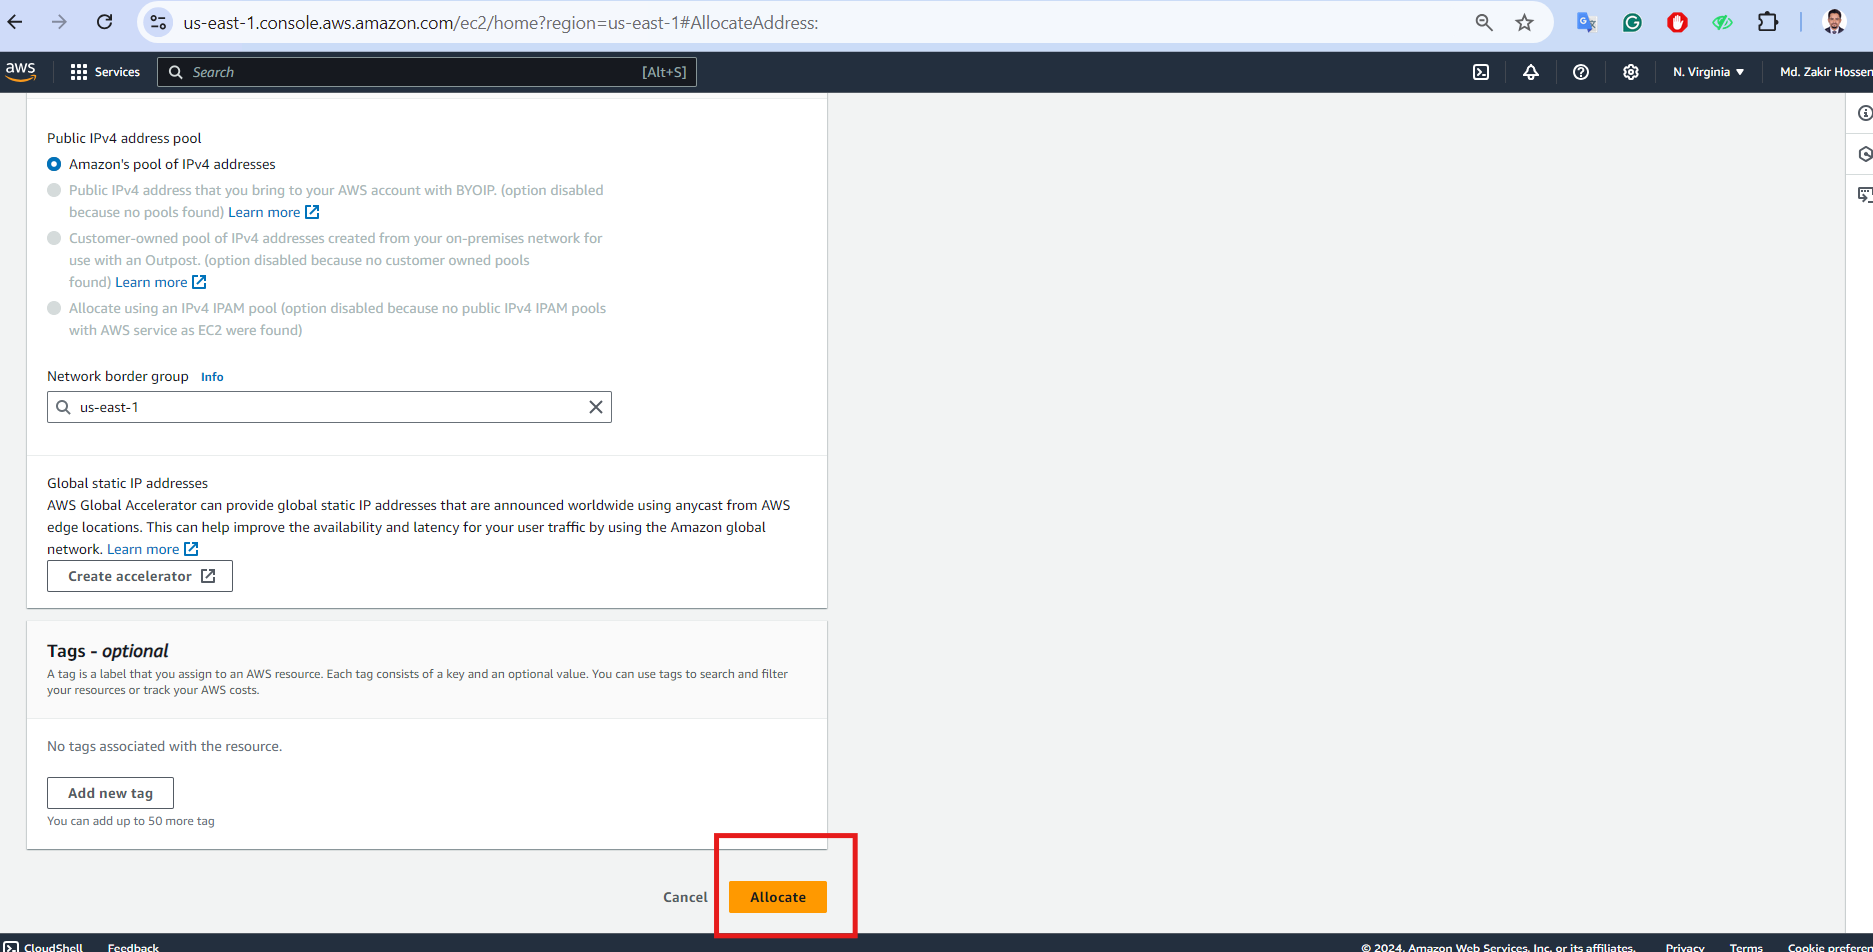 us-east-1.console.aws.amazon.com/ec2/home?region=us-east-1#AllocateAddress:
aws
Services
Search
[Alt+S]
N. Virginia
Md. Zakir Hossen
Public IPv4 address pool
Amazon's pool of IPv4 addresses
Public IPv4 address that you bring to your AWS account with BYOIP. (option disabled
because no pools found) Learn more
Customer-owned pool of IPv4 addresses created from your on-premises network for
use with an Outpost. (option disabled because no customer owned pools
found) Learn more
Allocate using an IPv4 IPAM pool (option disabled because no public IPv4 IPAM pools
with AWS service as EC2 were found)
Network border group Info
us-east-1
Global static IP addresses
AWS Global Accelerator can provide global static IP addresses that are announced worldwide using anycast from AWS
edge locations. This can help improve the availability and latency for your user traffic by using the Amazon global
network. Learn more
Create accelerator
Tags - optional
A tag is a label that you assign to an AWS resource. Each tag consists of a key and an optional value. You can use tags to search and filter
your resources or track your AWS costs.
No tags associated with the resource.
Add new tag
You can add up to 50 more tag
Cancel
Allocate
CloudShell
Feedback
© 2024, Amazon Web Services, Inc. or its affiliates.
Privacy
Terms
Cookie preferen